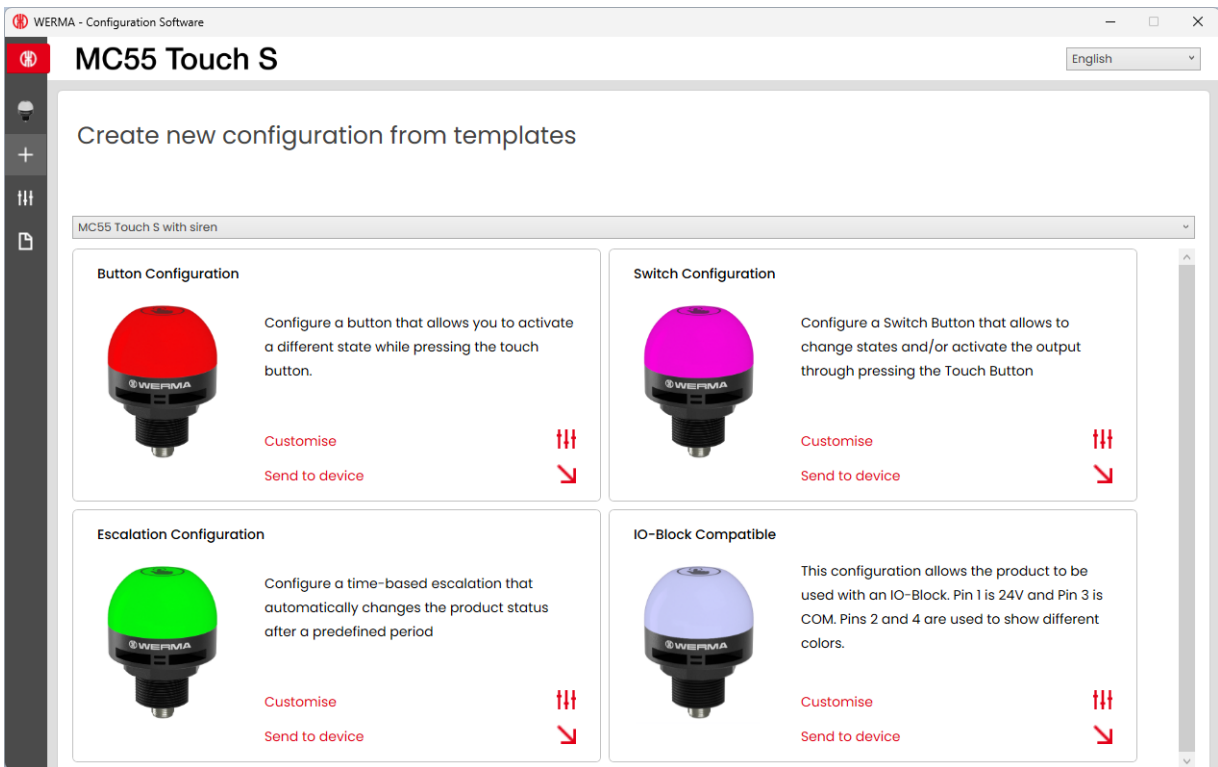 WERMA - Configuration Software
MC55 Touch S
English
Create new configuration from templates
MC55 Touch S with siren
Button Configuration
WERMA
Configure a button that allows you to activate
a different state while pressing the touch
button.
Customise
Send to device
Switch Configuration
WERMA
Configure a Switch Button that allows to
change states and/or activate the output
through pressing the Touch Button
Customise
Send to device
Escalation Configuration
WERMA
Configure a time-based escalation that
automatically changes the product status
after a predefined period
Customise
Send to device
IO-Block Compatible
WERMA
This configuration allows the product to be
used with an IO-Block. Pin 1 is 24V and Pin 3 is
COM. Pins 2 and 4 are used to show different
colors.
Customise
Send to device